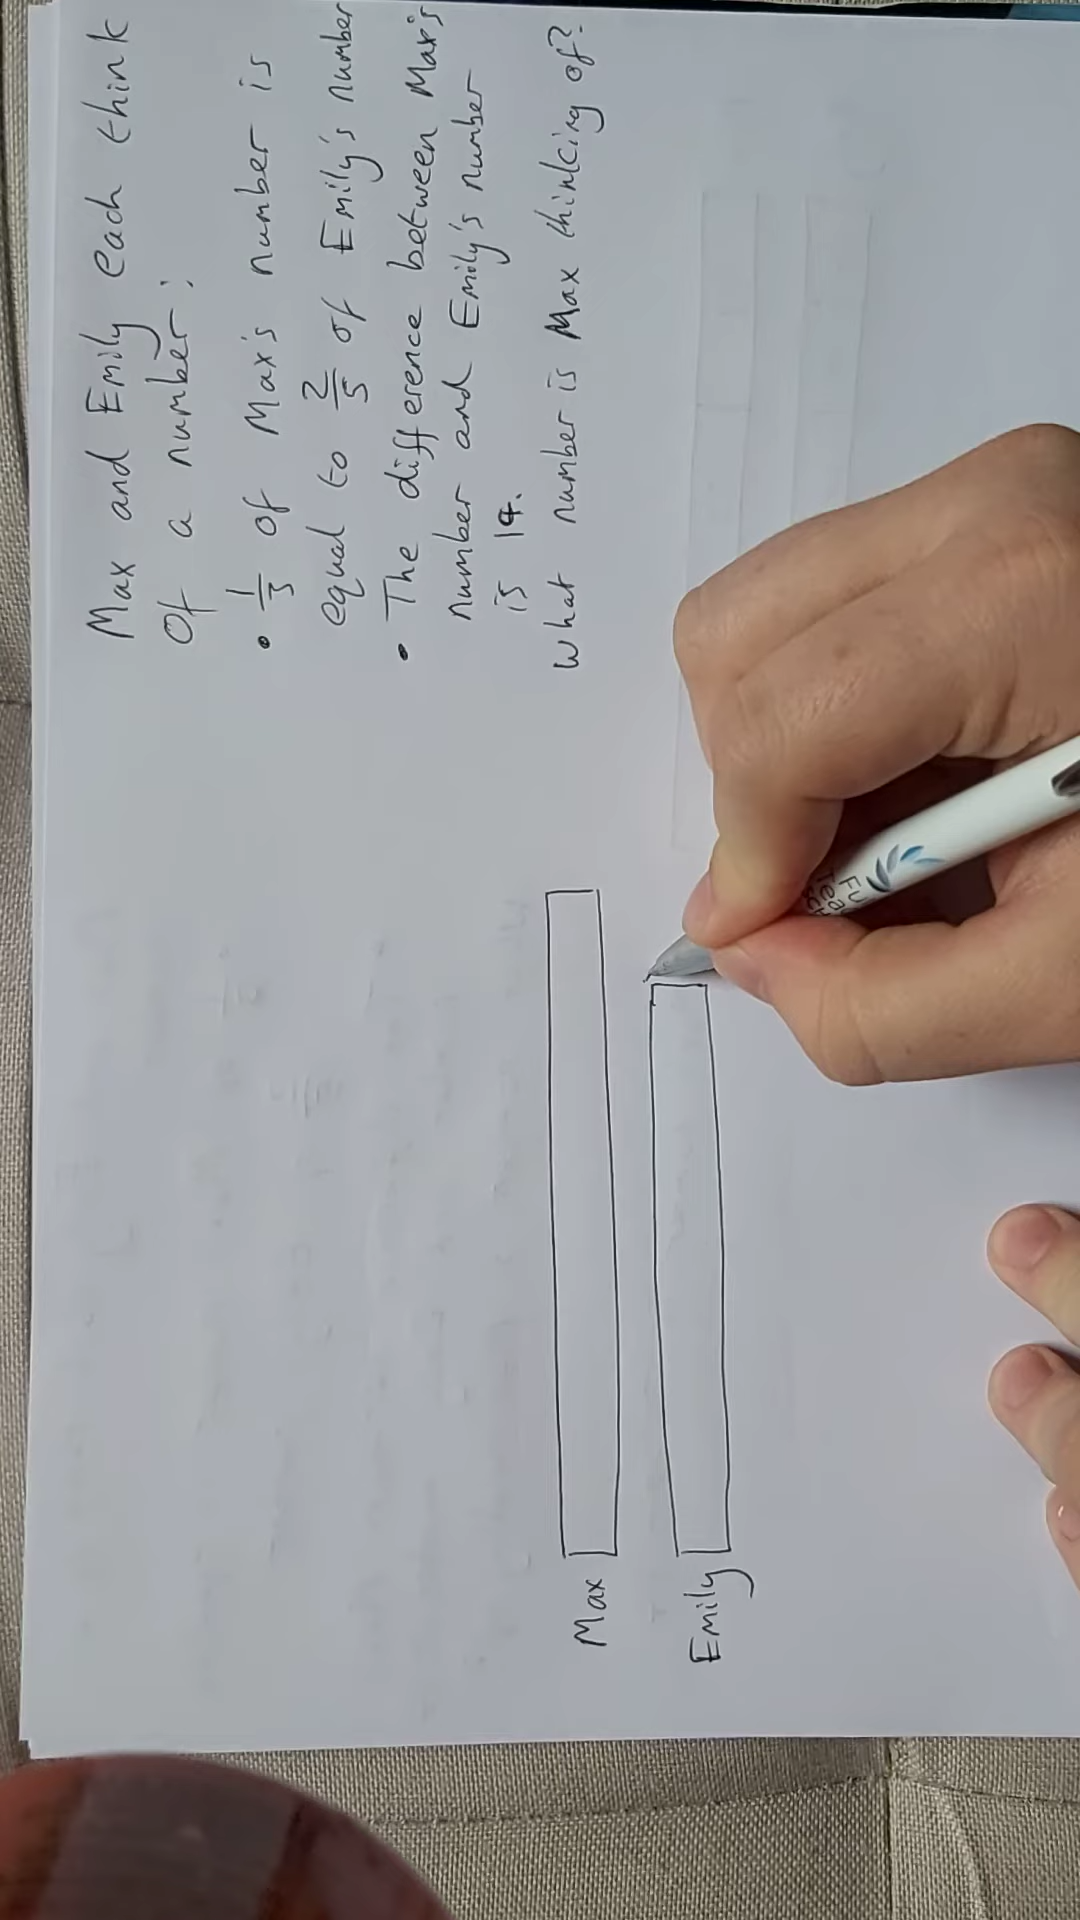 Max and Emily each think
of a number:
• 1/3 of Max's number is
equal to 2/5 of Emily's number
• The difference between Max's
number and Emily's number
is 14.
What number is Max thinking of?
Max
Emily